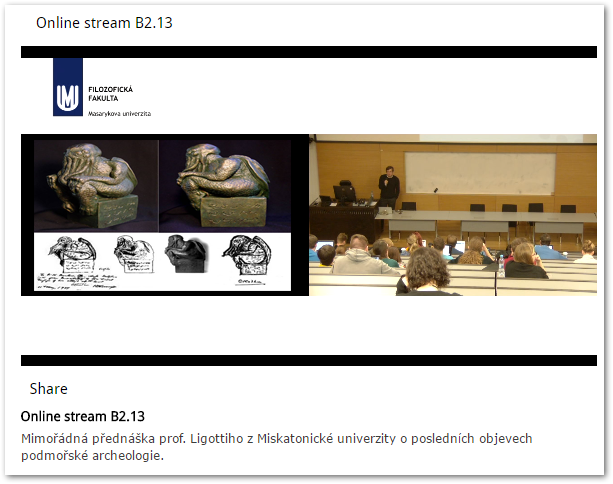 Online stream B2.13
FILOZOFICKÁ
FAKULTA
Masarykova univerzita
Share
Online stream B2.13
Mimořádná přednáška prof. Ligottiho z Miskatonické univerzity o posledních objevech
podmořské archeologie.